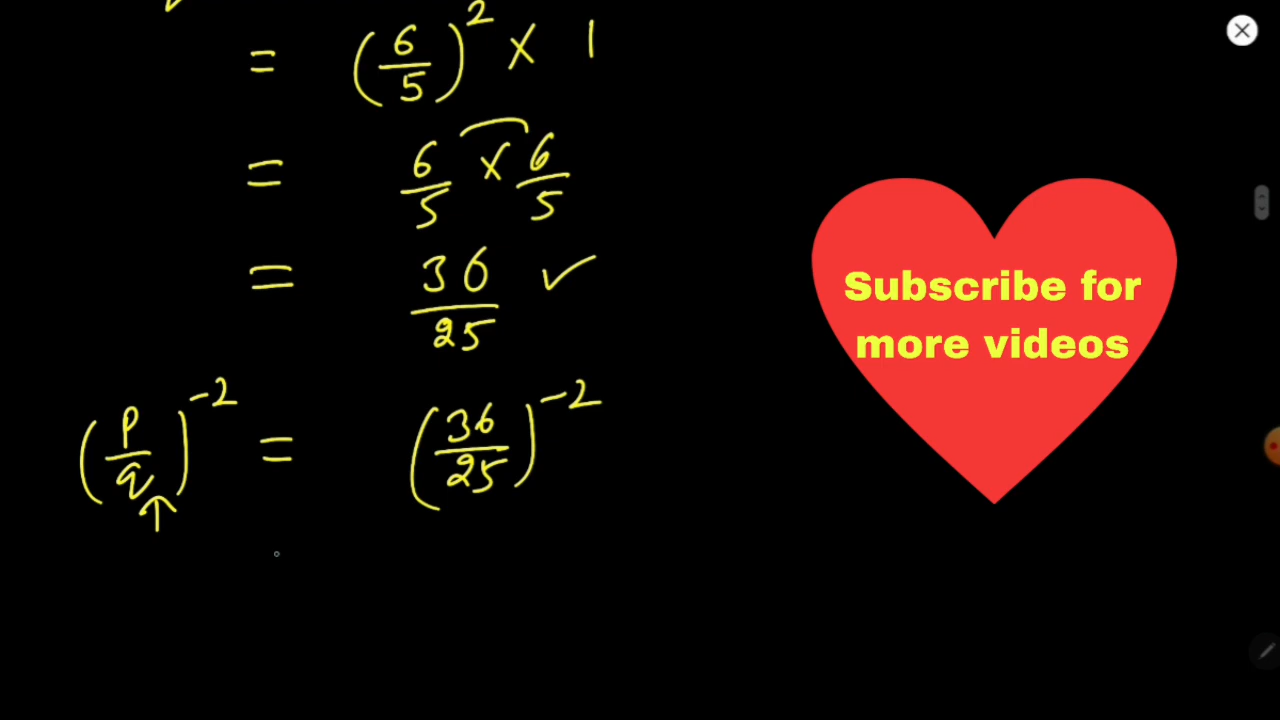 = (6/5)^2 × 1
= 6/5 × 6/5
= 36/25 ✓
(p/q)^-2 = (36/25)^-2
↑
Subscribe for
more videos